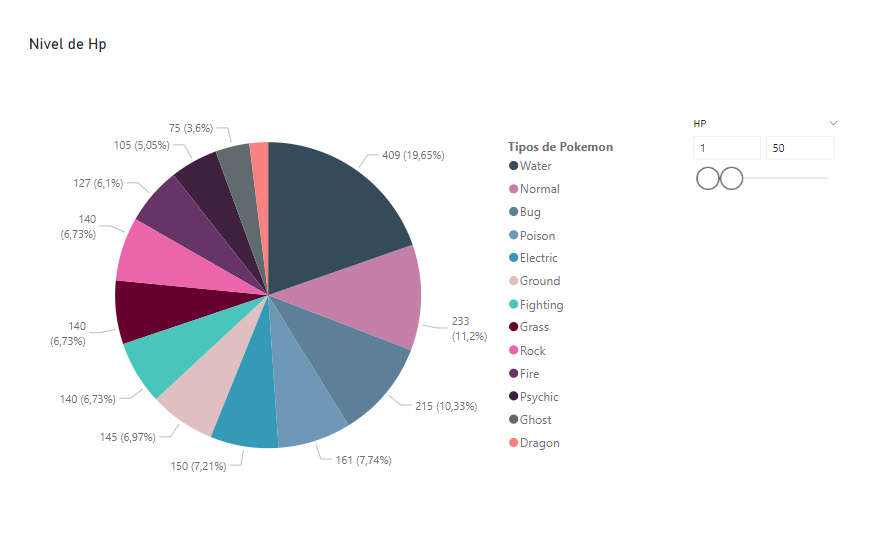 Nivel de Hp
HP
1
50
75 (3,6%)
105 (5,05%)
127 (6,1%)
140
(6,73%)
140
(6,73%)
140 (6,73%)
145 (6,97%)
150 (7,21%)
161 (7,74%)
215 (10,33%)
233
(11,2%)
409 (19,65%)
Tipos de Pokemon
Water
Normal
Bug
Poison
Electric
Ground
Fighting
Grass
Rock
Fire
Psychic
Ghost
Dragon